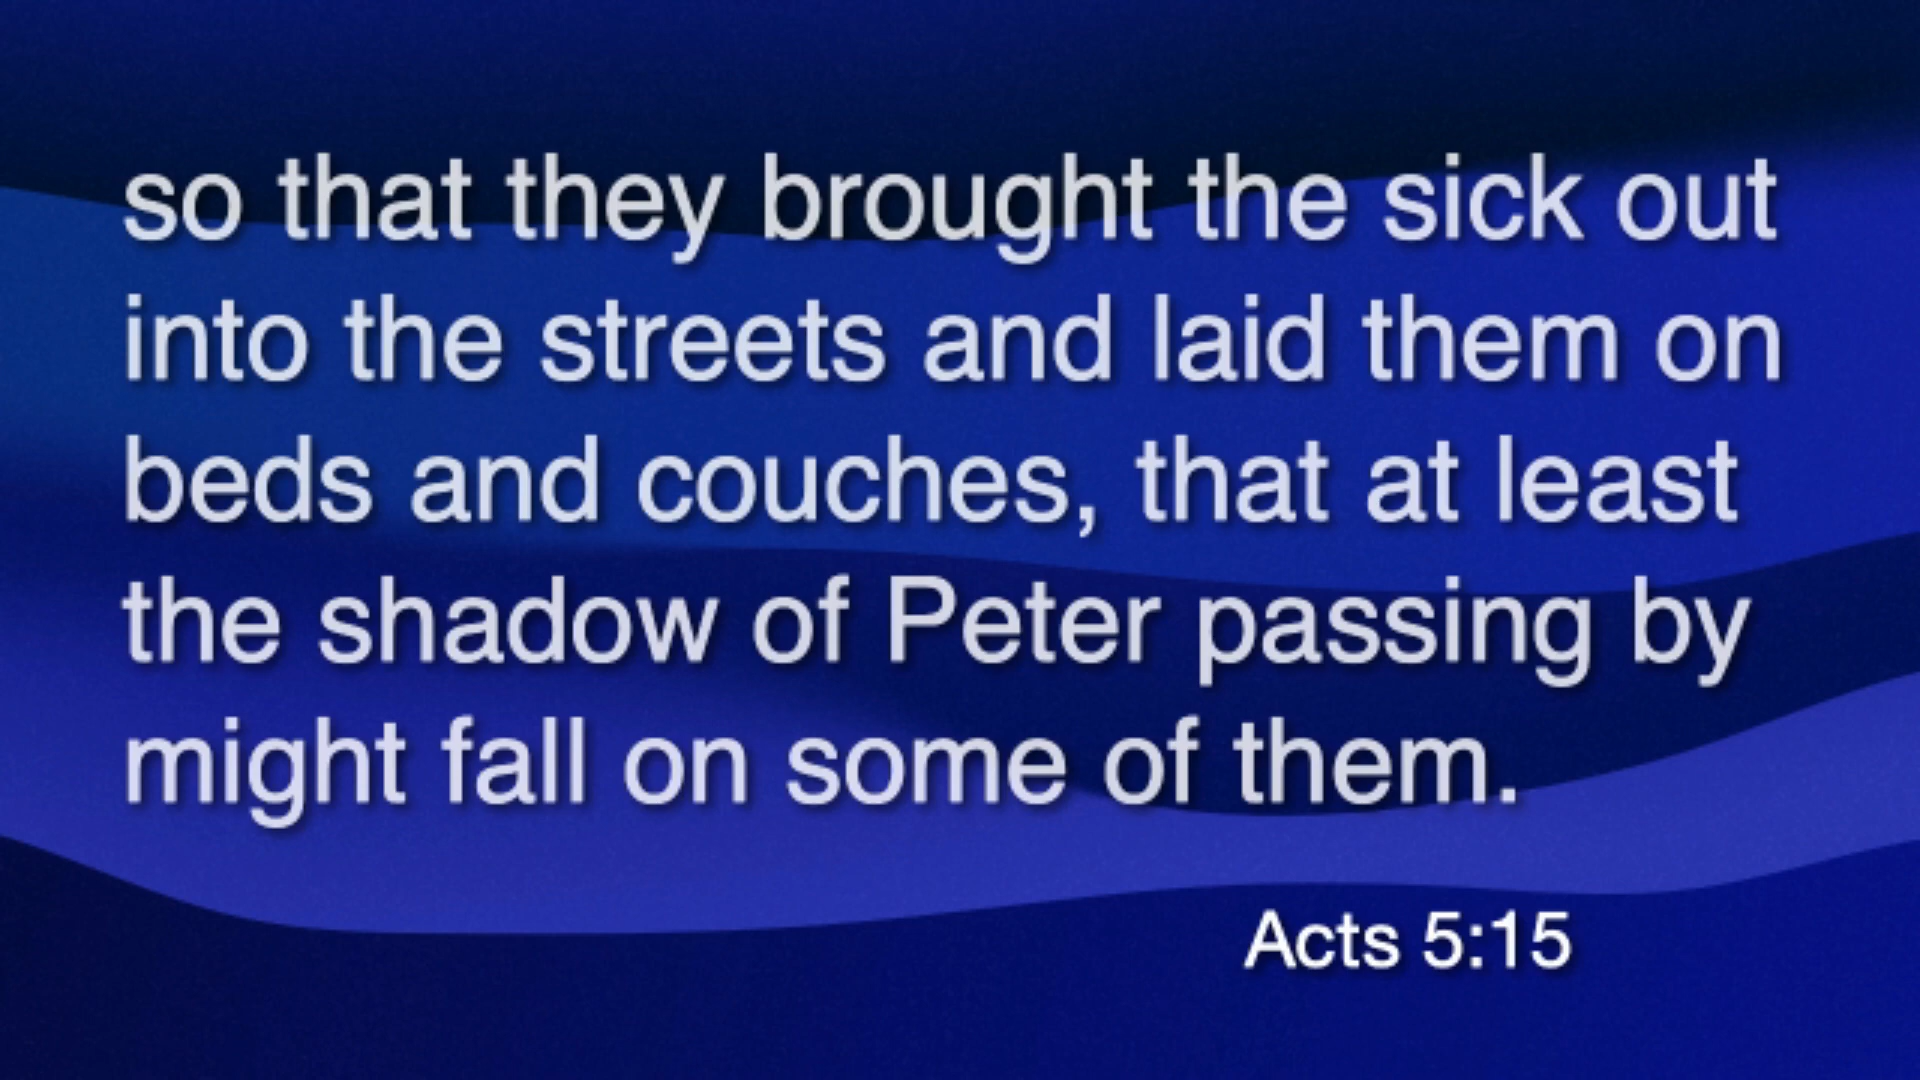 so that they brought the sick out
into the streets and laid them on
beds and couches, that at least
the shadow of Peter passing by
might fall on some of them.
Acts 5:15